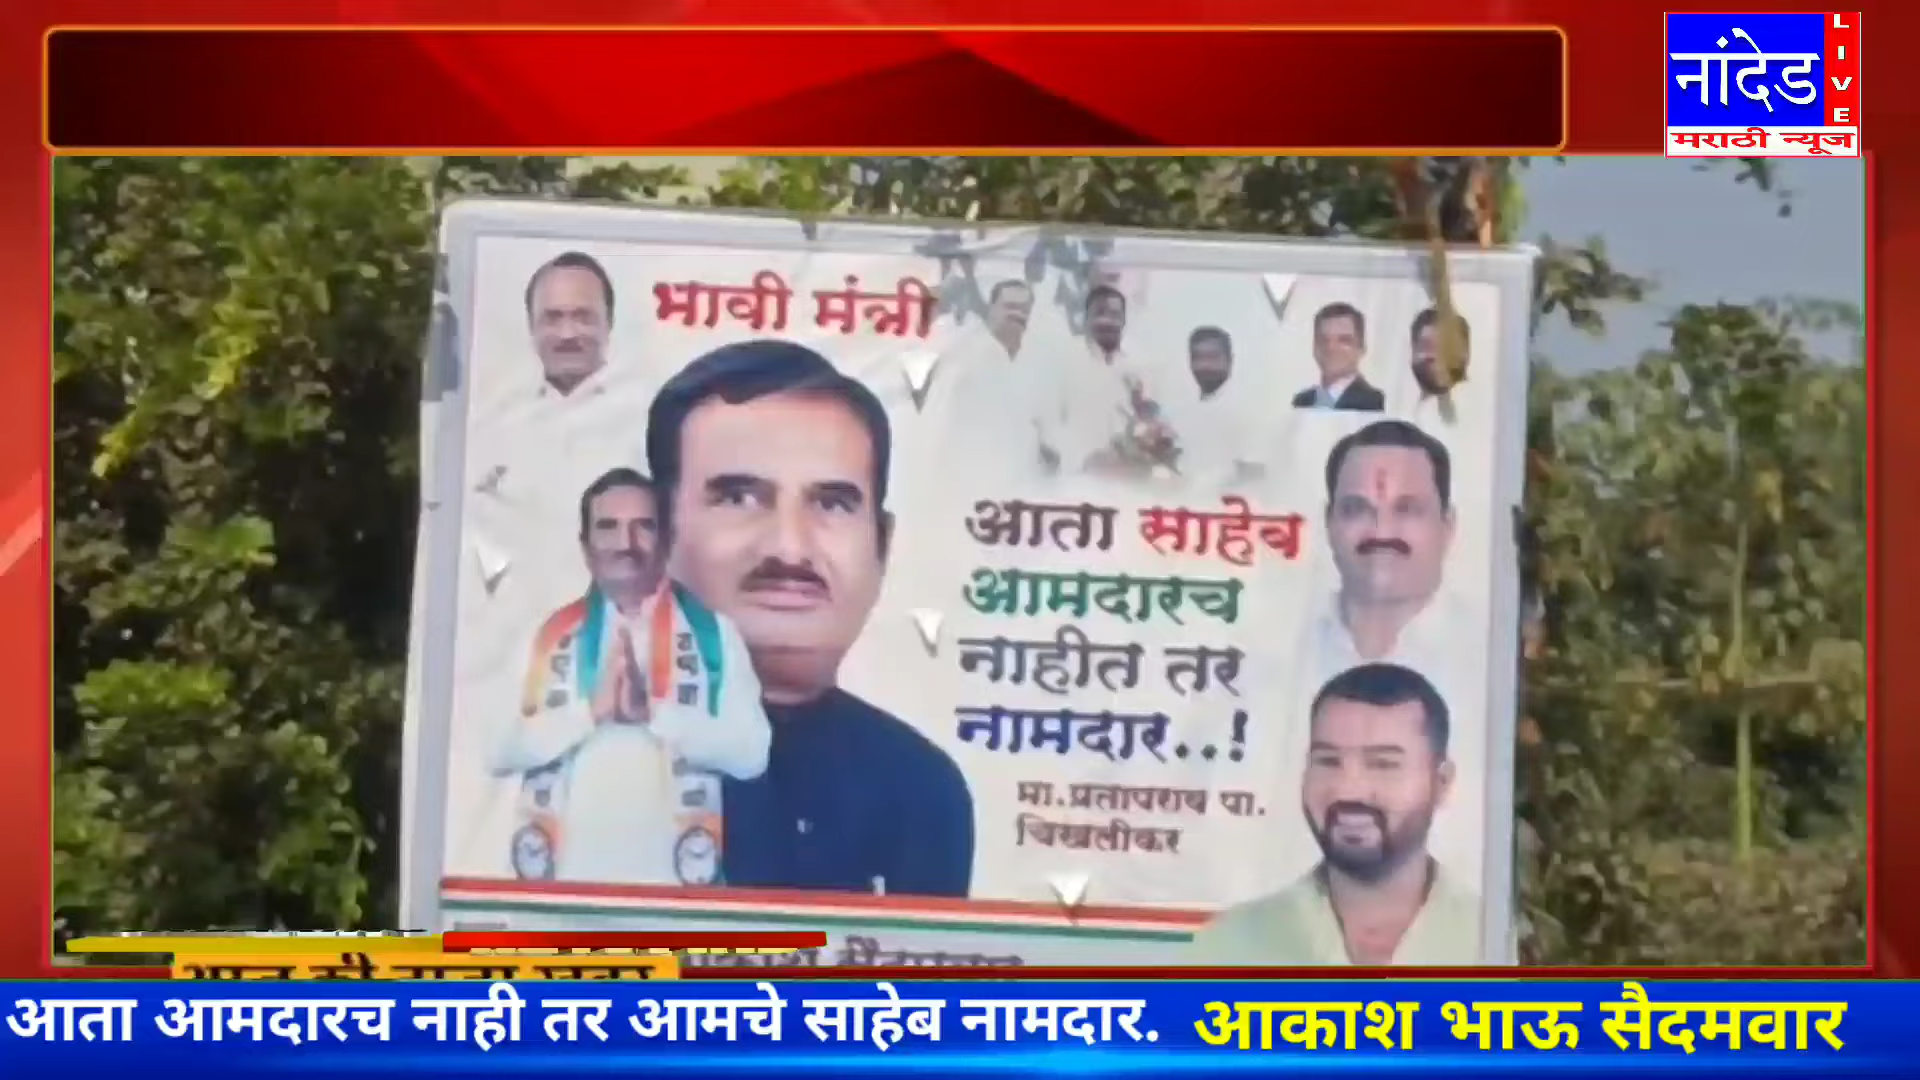 नांदेड
LIVE
मराठी न्यूज
भावी मंत्री
आता साहेब
आमदारच
नाहीत तर
नामदार..!
मा.प्रतापराव पा.
चिखलीकर
आता आमदारच नाही तर आमचे साहेब नामदार.
आकाश भाऊ सैदमवार